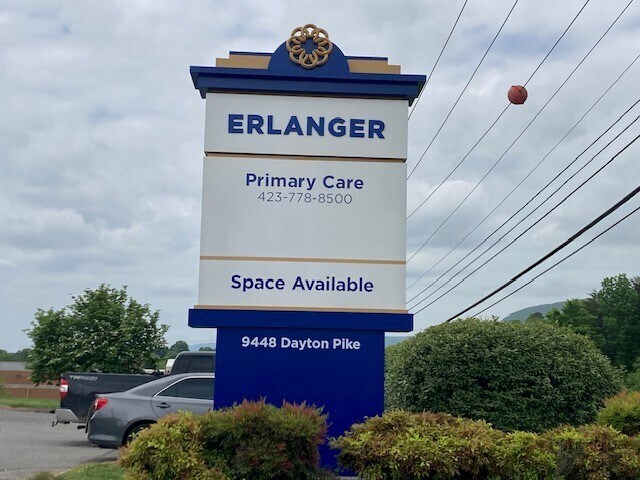 ERLANGER
Primary Care
423-778-8500
Space Available
9448 Dayton Pike